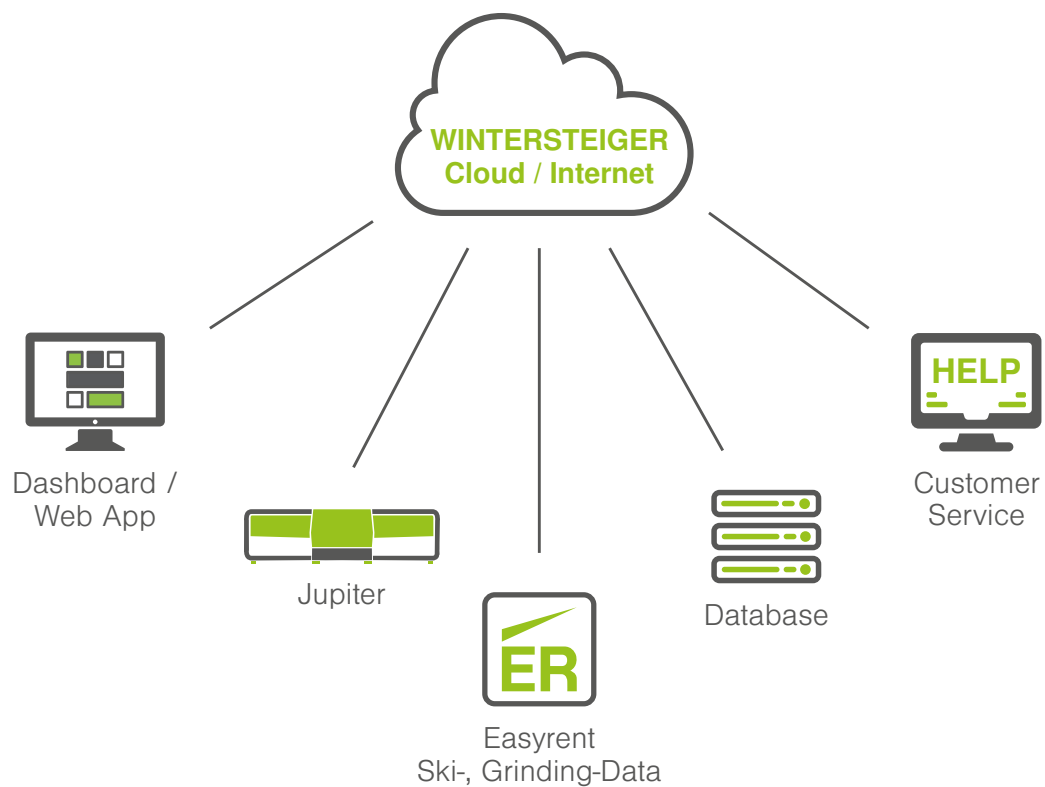 WINTERSTEIGER
Cloud / Internet
HELP
Dashboard /
Web App
Customer
Service
Jupiter
Database
ER
Easyrent
Ski-, Grinding-Data